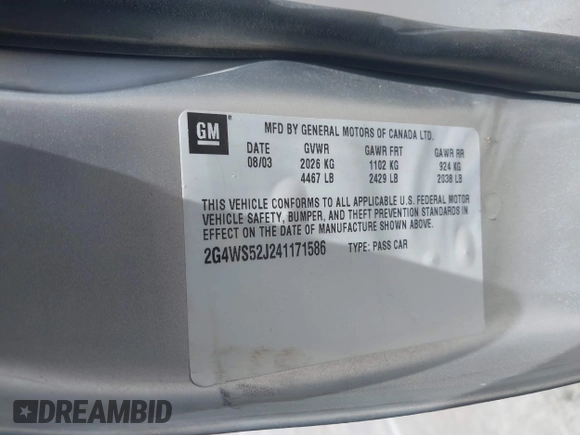 GM
MFD BY GENERAL MOTORS OF CANADA LTD.
DATE GVWR GAWR FRT GAWR RR
08/03 2026 KG 1102 KG 924 KG
4467 LB 2429 LB 2038 LB
THIS VEHICLE CONFORMS TO ALL APPLICABLE U.S. FEDERAL MOTOR
VEHICLE SAFETY, BUMPER, AND THEFT PREVENTION STANDARDS IN
EFFECT ON THE DATE OF MANUFACTURE SHOWN ABOVE.
2G4WS52J241171586 TYPE: PASS CAR
DREAMBID